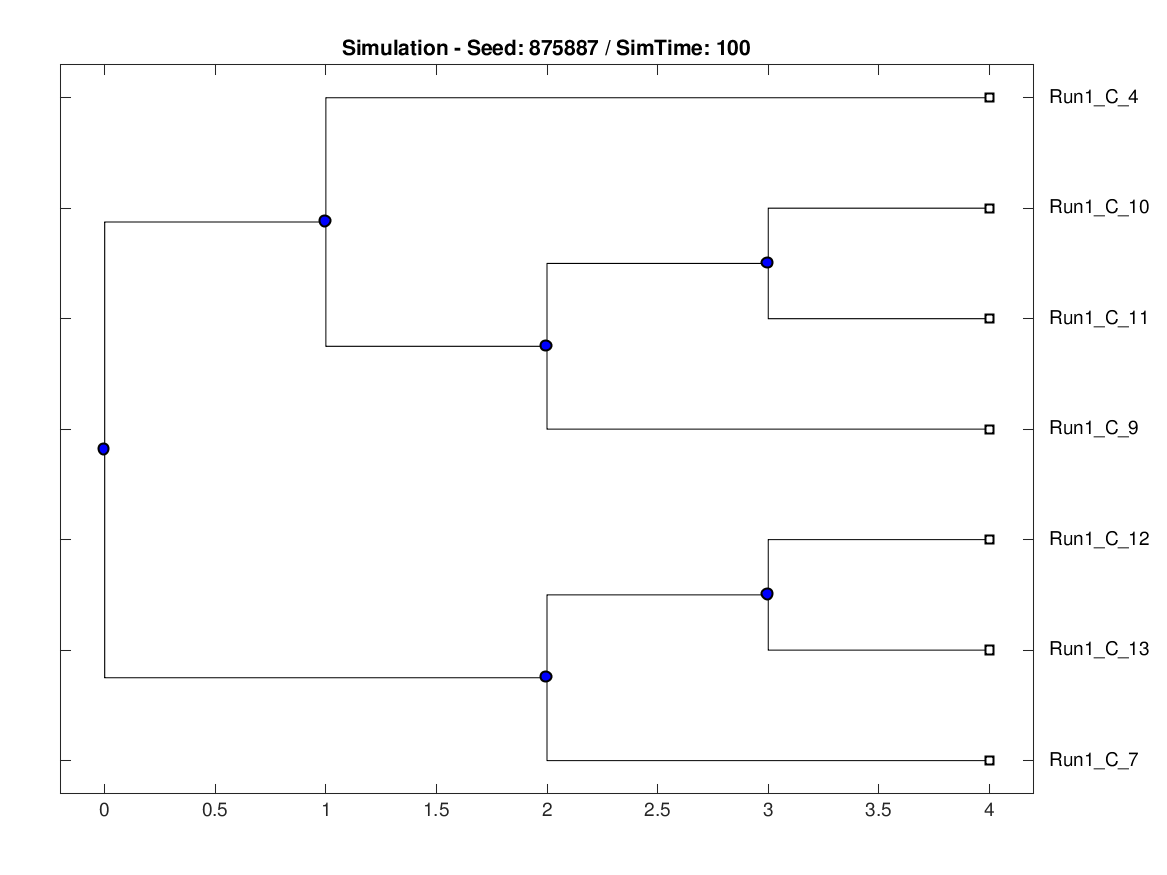 Simulation - Seed: 875887 / SimTime: 100
Run1_C_4
Run1_C_10
Run1_C_11
Run1_C_9
Run1_C_12
Run1_C_13
Run1_C_7
0 0.5 1 1.5 2 2.5 3 3.5 4